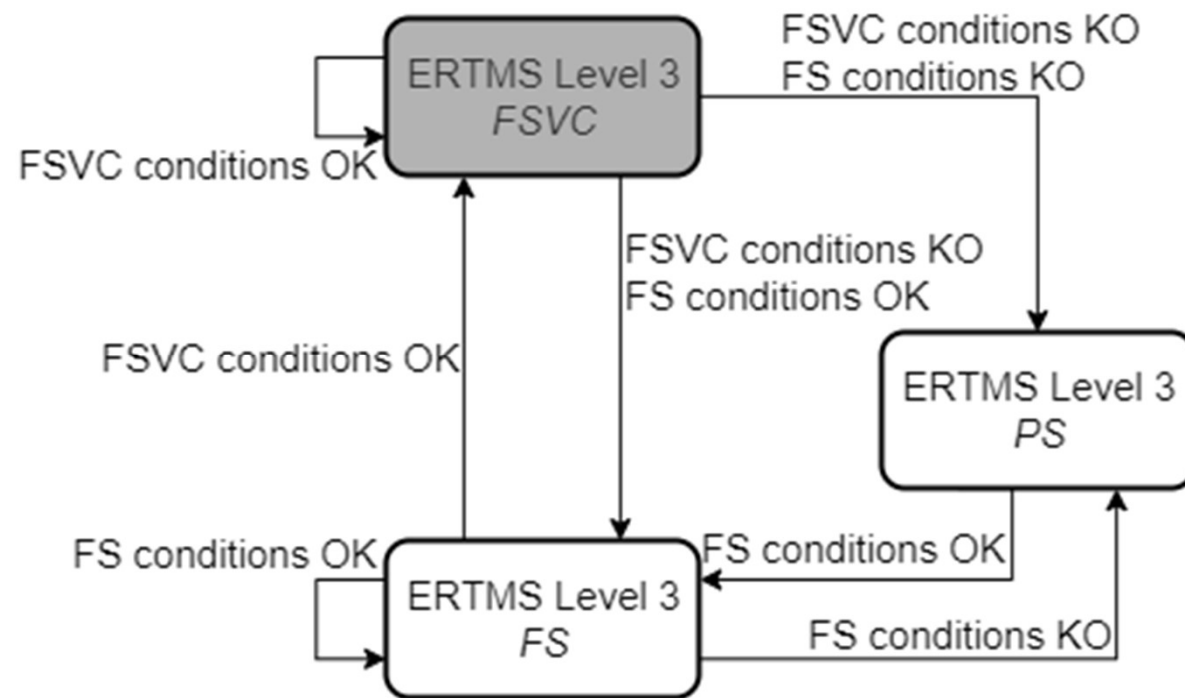 ERTMS Level 3
FSVC
FSVC conditions KO
FS conditions KO
FSVC conditions OK
FSVC conditions KO
FS conditions OK
FSVC conditions OK
ERTMS Level 3
PS
FS conditions OK
FS conditions OK
ERTMS Level 3
FS
FS conditions KO